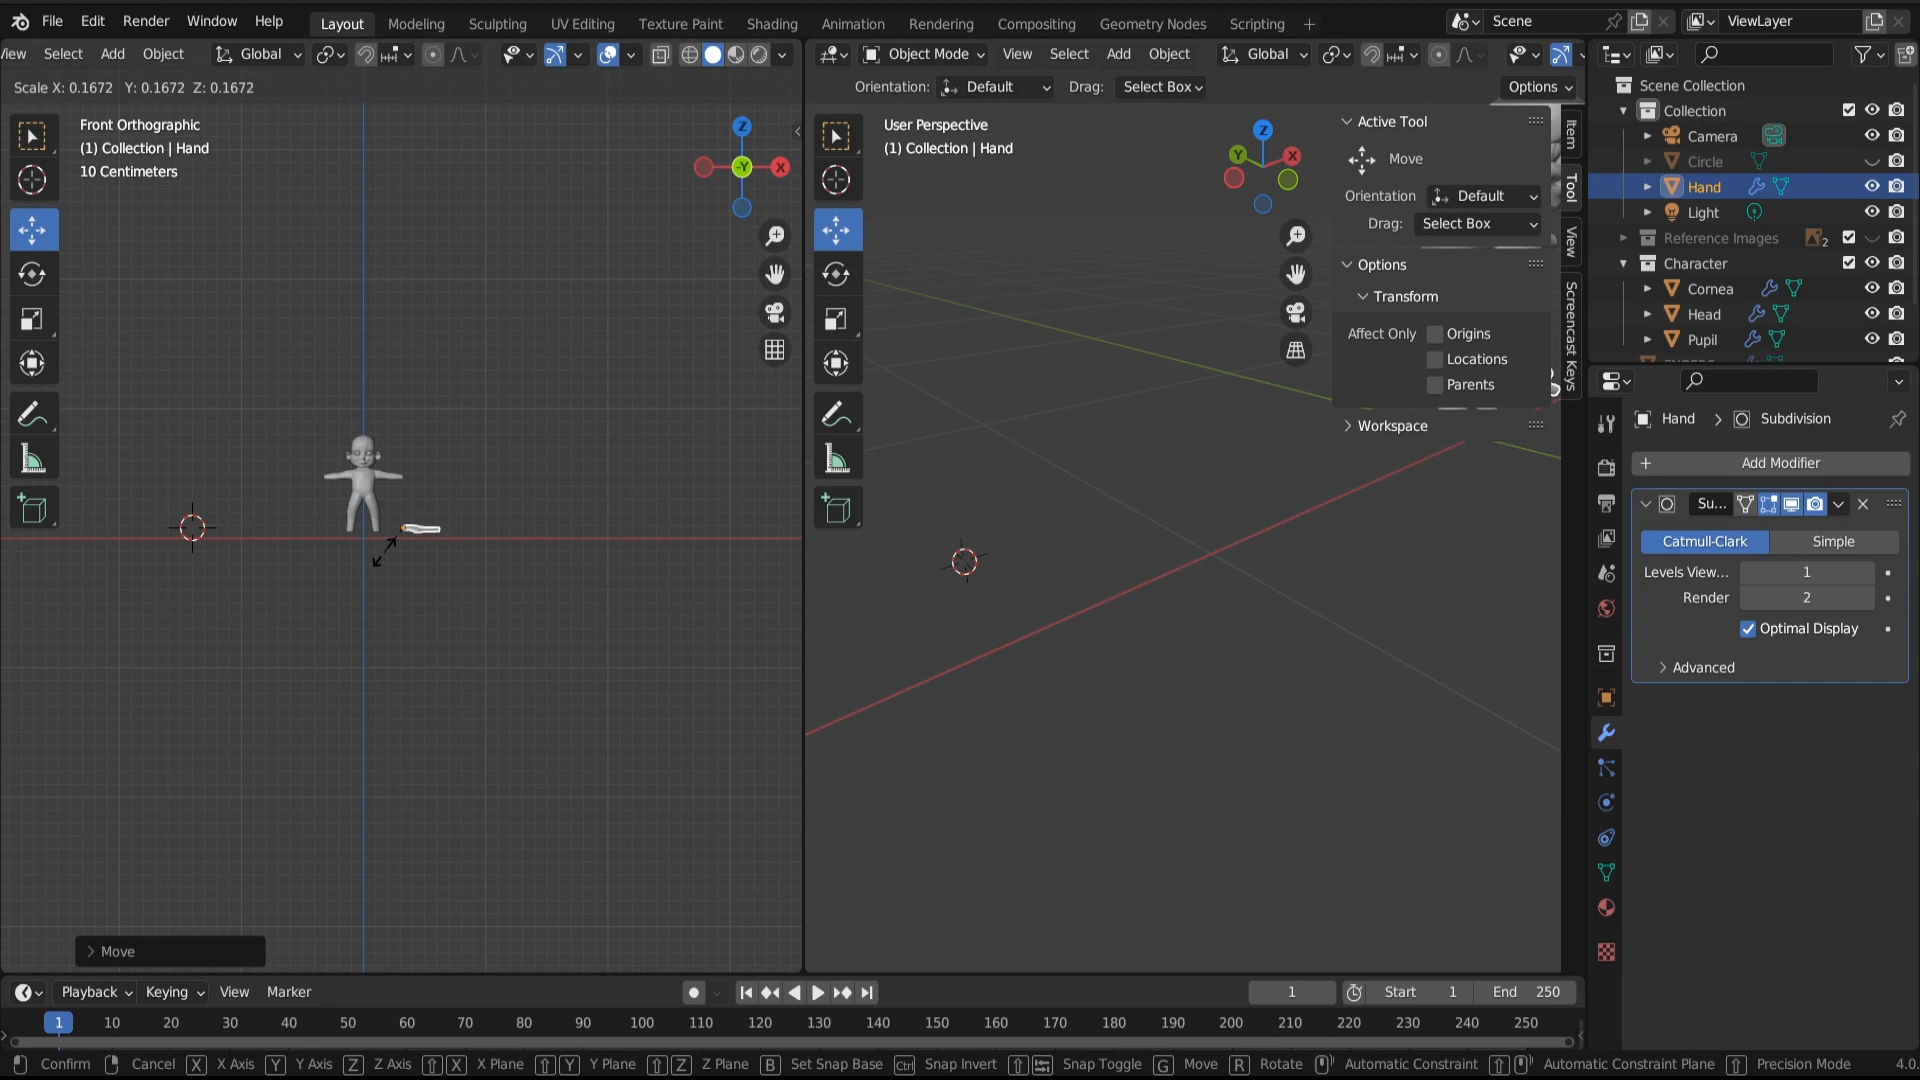 File Edit Render Window Help Layout Modeling Sculpting UV Editing Texture Paint Shading Animation Rendering Compositing Geometry Nodes Scripting + Scene ViewLayer
View Select Add Object Global Object Mode View Select Add Object Global
Scale X: 0.1672 Y: 0.1672 Z: 0.1672
Orientation: Default Drag: Select Box Options
Front Orthographic
(1) Collection | Hand
10 Centimeters
Z
-Y
X
User Perspective
(1) Collection | Hand
Z
Y
X
Active Tool
Move
Orientation Default
Drag: Select Box
Options
Transform
Affect Only Origins
Locations
Parents
Workspace
Item
Tool
View
Screencast Keys
Scene Collection
Collection
Camera
Circle
Hand
Light
Reference Images 2
Character
Cornea
Head
Pupil
Hand > Subdivision
+ Add Modifier
Su...
Catmull-Clark Simple
Levels View... 1
Render 2
Optimal Display
Advanced
Move
Playback Keying View Marker 1 Start 1 End 250
1 10 20 30 40 50 60 70 80 90 100 110 120 130 140 150 160 170 180 190 200 210 220 230 240 250
Confirm Cancel X X Axis Y Y Axis Z Z Axis X X Plane Y Y Plane Z Z Plane B Set Snap Base Ctrl Snap Invert Snap Toggle G Move R Rotate Automatic Constraint Automatic Constraint Plane Precision Mode 4.0.